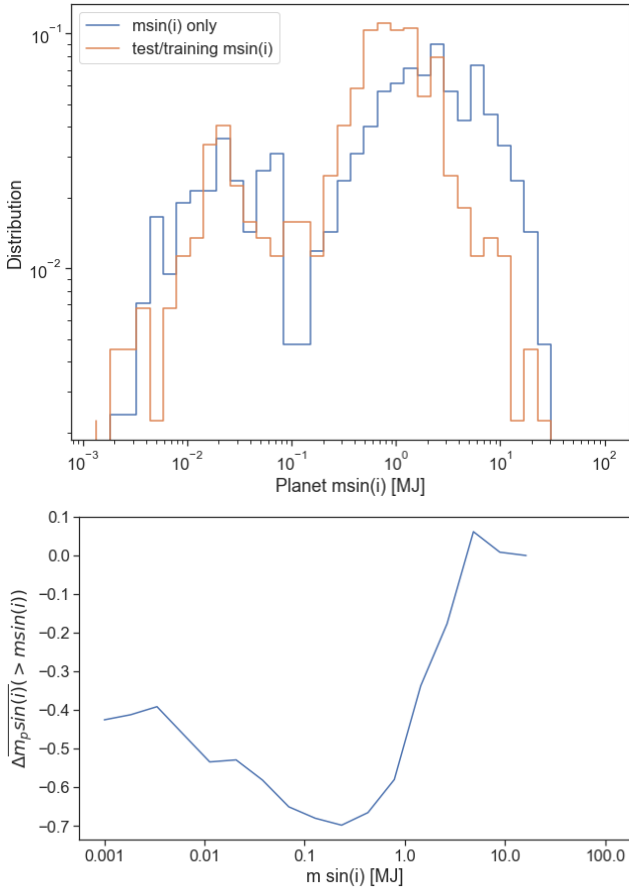 msin(i) only
test/training msin(i)
10⁻¹
10⁻²
Distribution
10⁻³ 10⁻² 10⁻¹ 10⁰ 10¹ 10²
Planet msin(i) [MJ]
0.1
0.0
−0.1
−0.2
−0.3
−0.4
−0.5
−0.6
−0.7
Δm_p sin(i)(> msin(i))
0.001 0.01 0.1 1.0 10.0 100.0
m sin(i) [MJ]